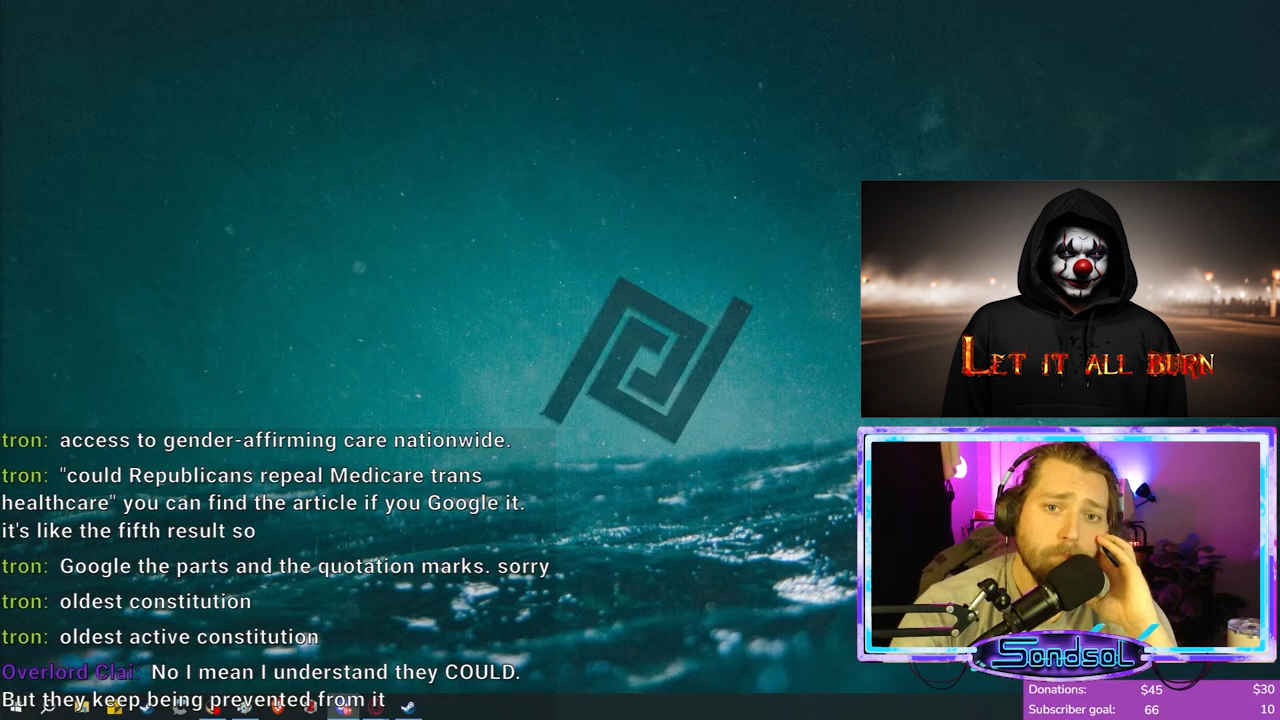 tron: access to gender-affirming care nationwide.
tron: "could Republicans repeal Medicare trans
healthcare" you can find the article if you Google it.
it's like the fifth result so
tron: Google the parts and the quotation marks. sorry
tron: oldest constitution
tron: oldest active constitution
Overlord Clai: No I mean I understand they COULD.
But they keep being prevented from it
LET IT ALL BURN
Sondsol
Donations: $45 $30
Subscriber goal: 66 10